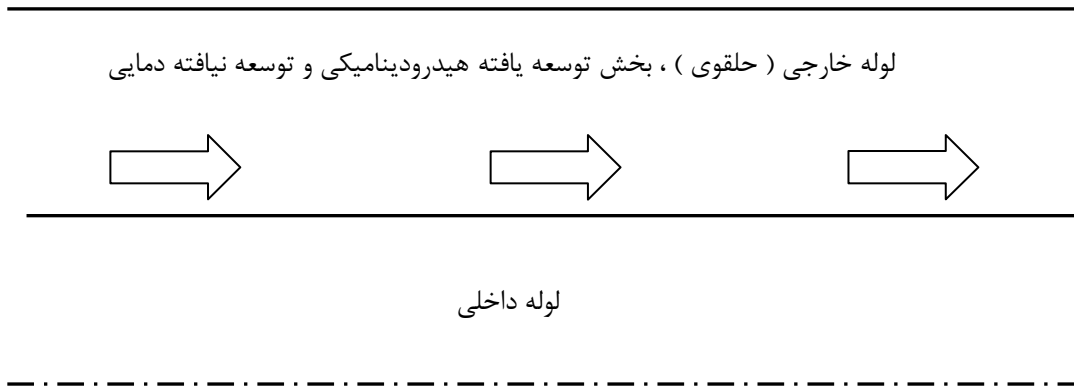 لوله خارجی ( حلقوی ) ، بخش توسعه یافته هیدرودینامیکی و توسعه نیافته دمایی
لوله داخلی